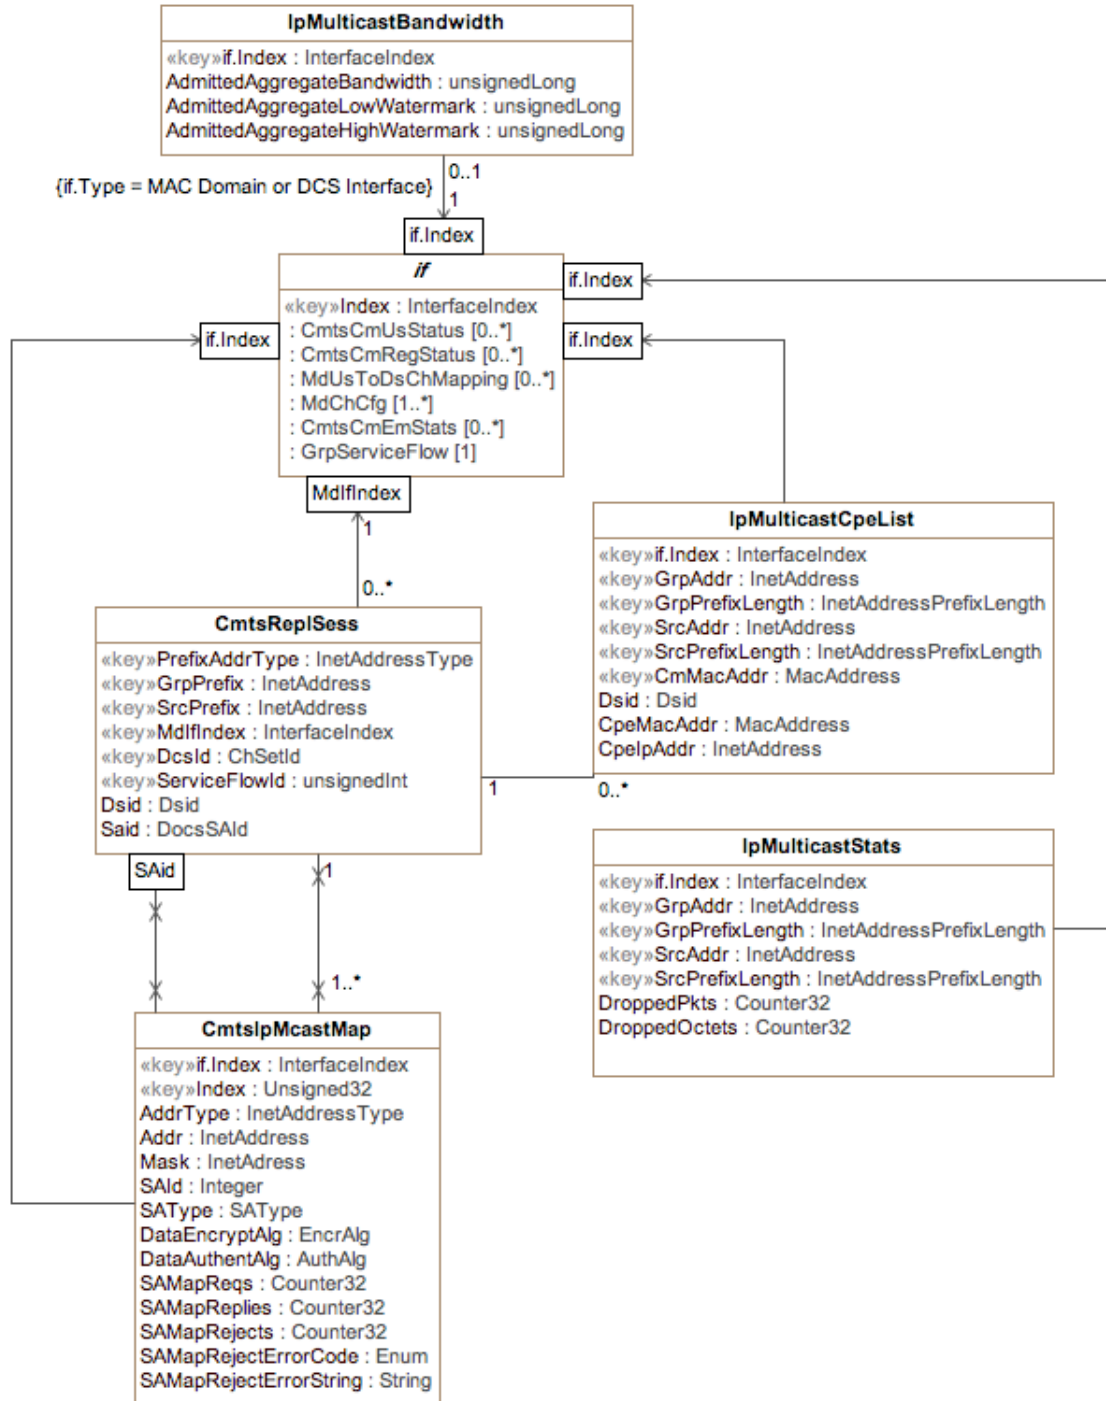 IpMulticastBandwidth
«key»if.Index : InterfaceIndex
AdmittedAggregateBandwidth : unsignedLong
AdmittedAggregateLowWatermark : unsignedLong
AdmittedAggregateHighWatermark : unsignedLong
0..1
{if.Type = MAC Domain or DCS Interface}
1
if.Index
if
if.Index
«key»Index : InterfaceIndex
: CmtsCmUsStatus [0..*]
: CmtsCmRegStatus [0..*]
: MdUsToDsChMapping [0..*]
: MdChCfg [1..*]
: CmtsCmEmStats [0..*]
: GrpServiceFlow [1]
if.Index
if.Index
MdIfIndex
1
0..*
IpMulticastCpeList
«key»if.Index : InterfaceIndex
«key»GrpAddr : InetAddress
«key»GrpPrefixLength : InetAddressPrefixLength
«key»SrcAddr : InetAddress
«key»SrcPrefixLength : InetAddressPrefixLength
«key»CmMacAddr : MacAddress
Dsid : Dsid
CpeMacAddr : MacAddress
CpeIpAddr : InetAddress
CmtsReplSess
«key»PrefixAddrType : InetAddressType
«key»GrpPrefix : InetAddress
«key»SrcPrefix : InetAddress
«key»MdIfIndex : InterfaceIndex
«key»DcsId : ChSetId
«key»ServiceFlowId : unsignedInt
Dsid : Dsid
Said : DocsSAId
1
0..*
SAid
1
1..*
IpMulticastStats
«key»if.Index : InterfaceIndex
«key»GrpAddr : InetAddress
«key»GrpPrefixLength : InetAddressPrefixLength
«key»SrcAddr : InetAddress
«key»SrcPrefixLength : InetAddressPrefixLength
DroppedPkts : Counter32
DroppedOctets : Counter32
CmtsIpMcastMap
«key»if.Index : InterfaceIndex
«key»Index : Unsigned32
AddrType : InetAddressType
Addr : InetAddress
Mask : InetAdress
SAId : Integer
SAType : SAType
DataEncryptAlg : EncrAlg
DataAuthentAlg : AuthAlg
SAMapReqs : Counter32
SAMapReplies : Counter32
SAMapRejects : Counter32
SAMapRejectErrorCode : Enum
SAMapRejectErrorString : String